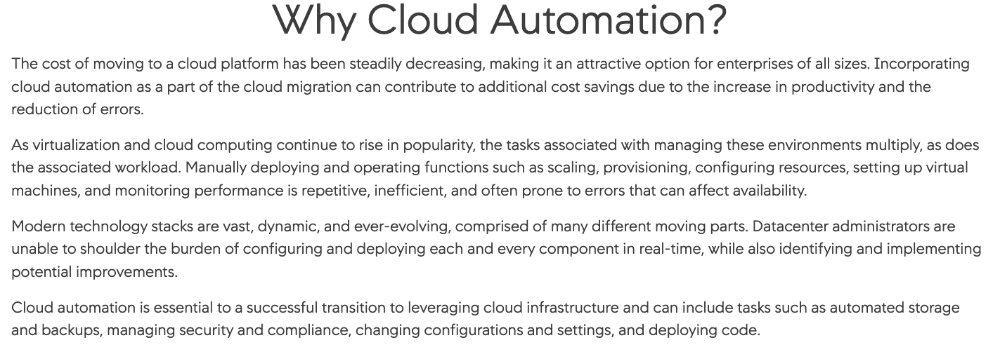 Why Cloud Automation?
The cost of moving to a cloud platform has been steadily decreasing, making it an attractive option for enterprises of all sizes. Incorporating
cloud automation as a part of the cloud migration can contribute to additional cost savings due to the increase in productivity and the
reduction of errors.
As virtualization and cloud computing continue to rise in popularity, the tasks associated with managing these environments multiply, as does
the associated workload. Manually deploying and operating functions such as scaling, provisioning, configuring resources, setting up virtual
machines, and monitoring performance is repetitive, inefficient, and often prone to errors that can affect availability.
Modern technology stacks are vast, dynamic, and ever-evolving, comprised of many different moving parts. Datacenter administrators are
unable to shoulder the burden of configuring and deploying each and every component in real-time, while also identifying and implementing
potential improvements.
Cloud automation is essential to a successful transition to leveraging cloud infrastructure and can include tasks such as automated storage
and backups, managing security and compliance, changing configurations and settings, and deploying code.